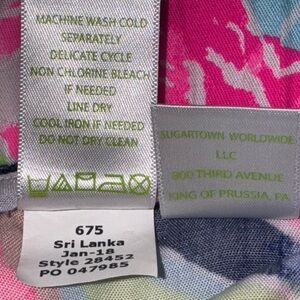 MACHINE WASH COLD
SEPARATELY
DELICATE CYCLE
NON CHLORINE BLEACH
IF NEEDED
LINE DRY
COOL IRON IF NEEDED
DO NOT DRY CLEAN
675
Sri Lanka
Jan-18
Style 28452
PO 047985
SUGARTOWN WORLDWIDE
LLC
800 THIRD AVENUE
KING OF PRUSSIA, PA